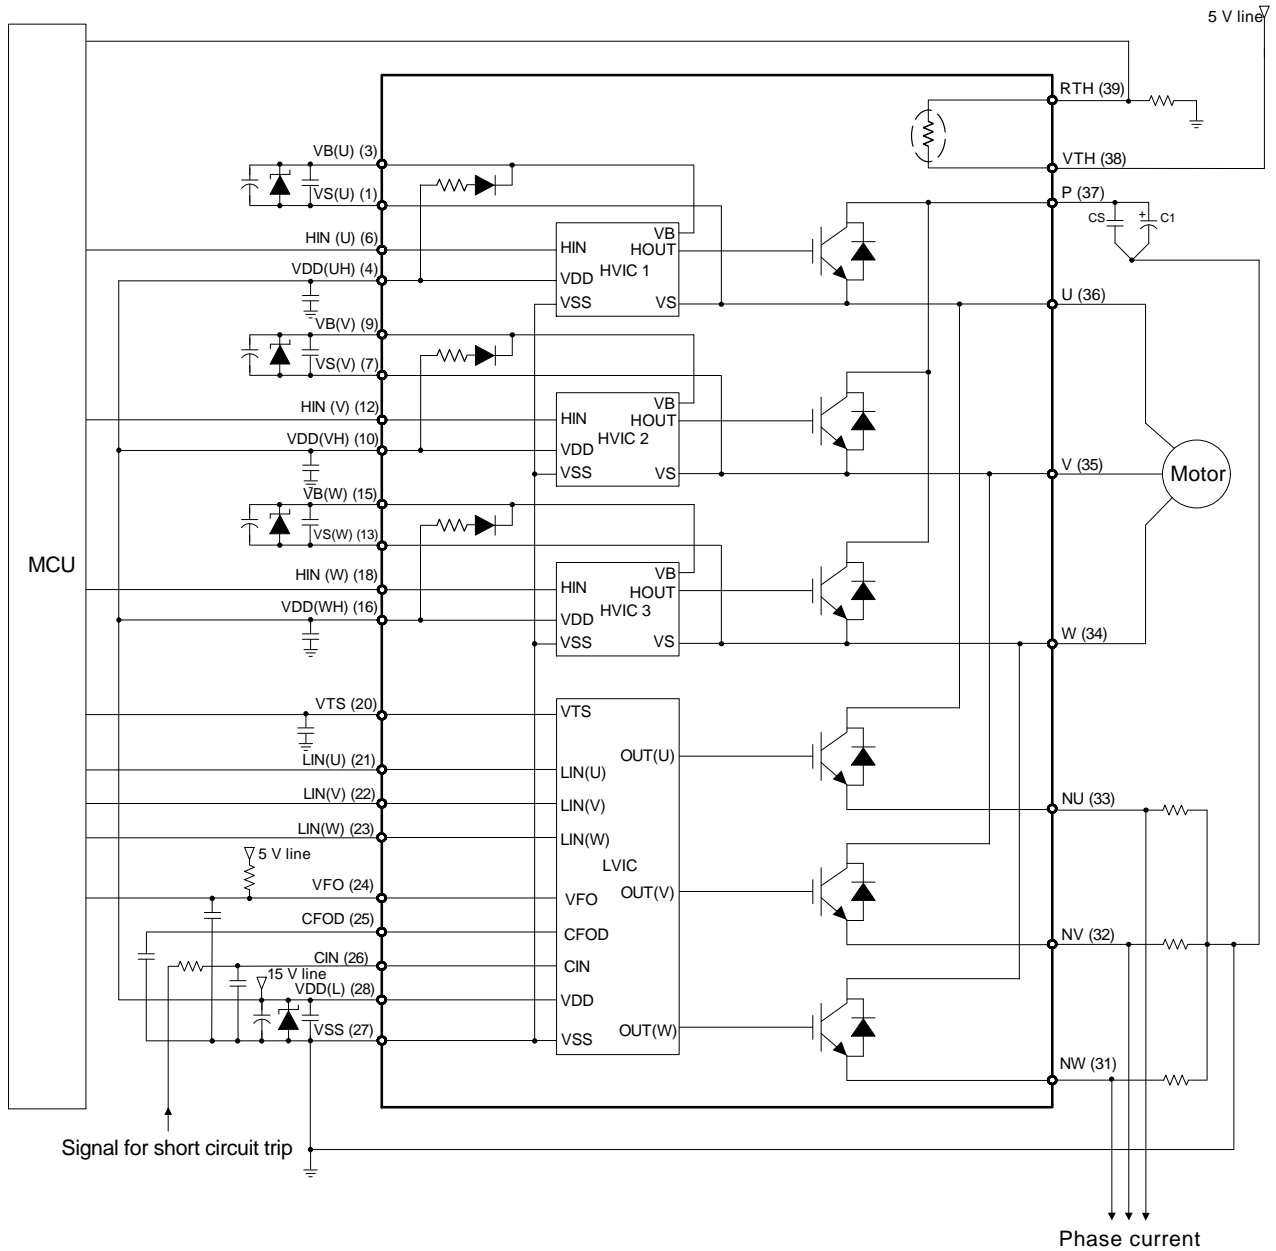 5 V line
MCU
RTH (39)
VTH (38)
P (37)
CS
+
C1
U (36)
V (35)
Motor
W (34)
NU (33)
NV (32)
NW (31)
Phase current
VB(U) (3)
VS(U) (1)
HIN (U) (6)
VDD(UH) (4)
VB(V) (9)
VS(V) (7)
HIN (V) (12)
VDD(VH) (10)
VB(W) (15)
VS(W) (13)
HIN (W) (18)
VDD(WH) (16)
VTS (20)
LIN(U) (21)
LIN(V) (22)
LIN(W) (23)
5 V line
VFO (24)
CFOD (25)
CIN (26)
15 V line
VDD(L) (28)
VSS (27)
Signal for short circuit trip
VB
HIN
HOUT
HVIC 1
VDD
VSS
VS
VB
HIN
HOUT
HVIC 2
VDD
VSS
VS
VB
HIN
HOUT
HVIC 3
VDD
VSS
VS
VTS
OUT(U)
LIN(U)
LIN(V)
LIN(W)
LVIC
OUT(V)
VFO
CFOD
CIN
VDD
OUT(W)
VSS